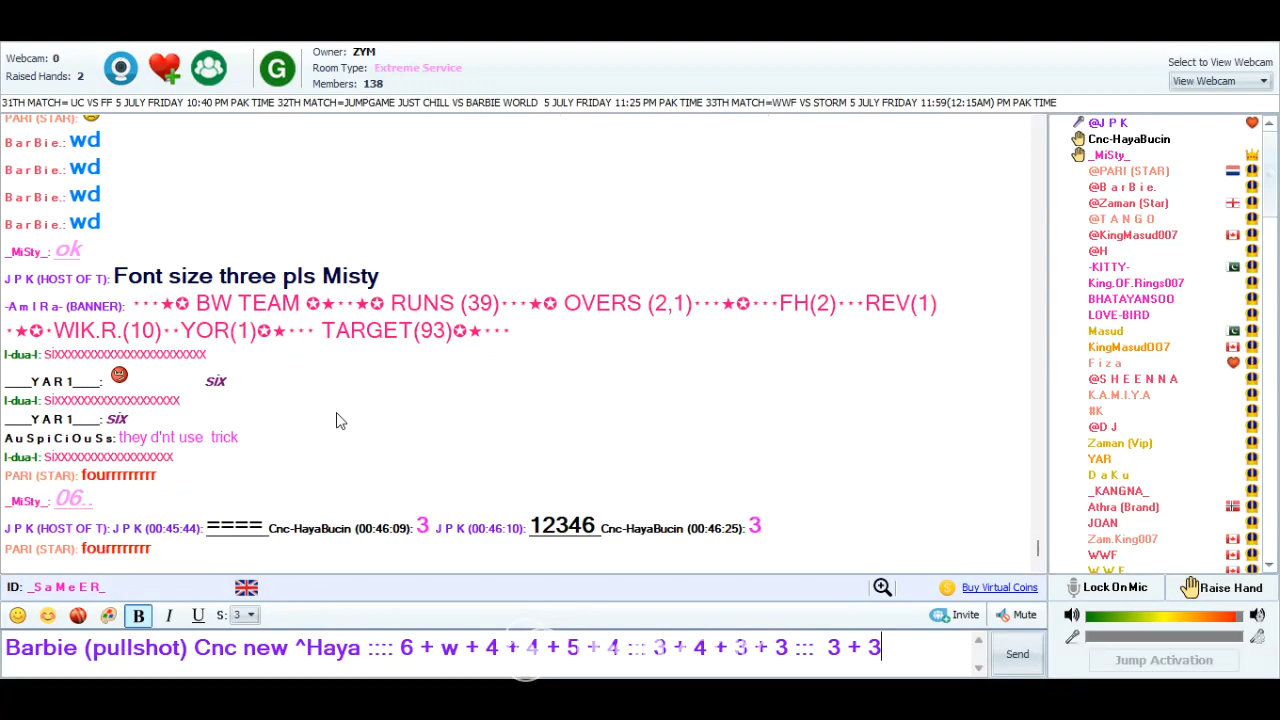 Webcam: 0
Raised Hands: 2
G
Owner: ZYM
Room Type: Extreme Service
Members: 138
Select to View Webcam
View Webcam
31TH MATCH= UC VS FF 5 JULY FRIDAY 10:40 PM PAK TIME 32TH MATCH=JUMPGAME JUST CHILL VS BARBIE WORLD 5 JULY FRIDAY 11:25 PM PAK TIME 33TH MATCH=WWF VS STORM 5 JULY FRIDAY 11:59(12:15AM) PM PAK TIME
PARI (STAR):
B a r B i e.: wd
B a r B i e.: wd
B a r B i e.: wd
B a r B i e.: wd
_MiSty_: ok
J P K (HOST OF T): Font size three pls Misty
-A m I R a- (BANNER): ···★✪ BW TEAM ✪★···★✪ RUNS (39)····★✪ OVERS (2,1)····★✪★···FH(2)···REV(1)
·★✪·WIK.R.(10)··YOR(1)✪★··· TARGET(93)✪★···
I-dua-I: sixxxxxxxxxxxxxxxxxxxxxxx
____Y A R 1____: six
I-dua-I: sixxxxxxxxxxxxxxxxxxx
____Y A R 1____: six
A u S p i C i O u S s: they d'nt use trick
I-dua-I: sixxxxxxxxxxxxxxxxxx
PARI (STAR): fourrrrrrrrr
_MiSty_: 06..
J P K (HOST OF T): J P K (00:45:44): ==== Cnc-HayaBucin (00:46:09): 3 J P K (00:46:10): 12346 Cnc-HayaBucin (00:46:25): 3
PARI (STAR): fourrrrrrrr
@J P K
Cnc-HayaBucin
_MiSty_
@PARI (STAR)
@B a r B i e.
@Zaman (Star)
@T A N G O
@KingMasud007
@H
-KITTY-
King.Of.Rings007
BHATAYANSOO
LOVE-BIRD
Masud
KingMasud007
F i z a
@S H E E N N A
K.A.M.I.Y.A
#K
@D J
Zaman (Vip)
YAR
D a K u
_KANGNA_
Athra (Brand)
JOAN
Zam.King007
WWF
W.W.F
ID: _S a M e E R_
Buy Virtual Coins
Lock On Mic
Raise Hand
B I U S: 3
Invite
Mute
Barbie (pullshot) Cnc new ^Haya :::: 6 + w + 4 + 4 + 5 + 4 ::: 3 + 4 + 3 + 3 ::: 3 + 3
Send
Jump Activation